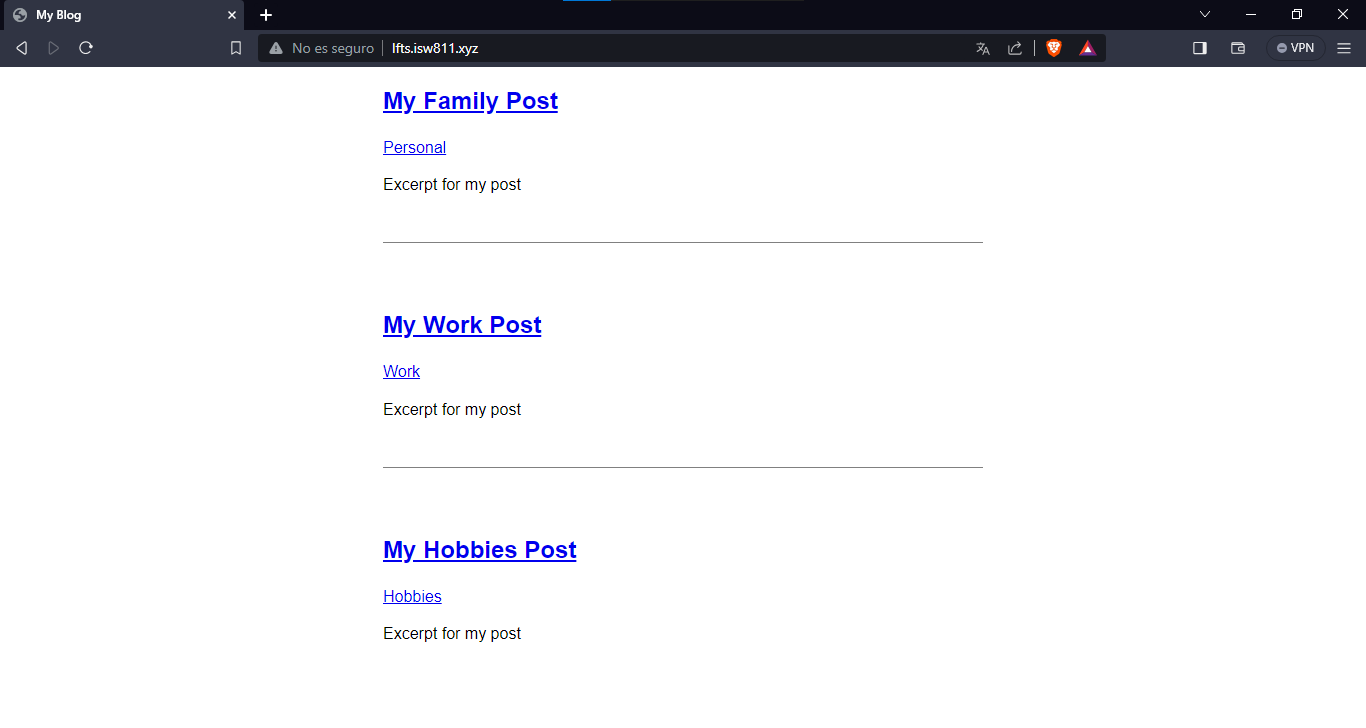 My Blog
No es seguro
lfts.isw811.xyz
VPN
My Family Post
Personal
Excerpt for my post
My Work Post
Work
Excerpt for my post
My Hobbies Post
Hobbies
Excerpt for my post